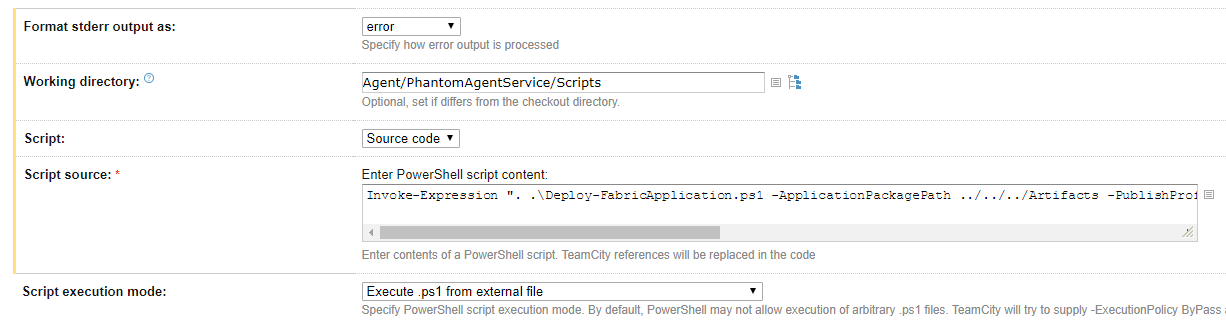 Format stderr output as:
error
Specify how error output is processed
Working directory:
Agent/PhantomAgentService/Scripts
Optional, set if differs from the checkout directory.
Script:
Source code
Script source: *
Enter PowerShell script content:
Invoke-Expression ". .\Deploy-FabricApplication.ps1 -ApplicationPackagePath ../../../Artifacts -PublishProf
Enter contents of a PowerShell script. TeamCity references will be replaced in the code
Script execution mode:
Execute .ps1 from external file
Specify PowerShell script execution mode. By default, PowerShell may not allow execution of arbitrary .ps1 files. TeamCity will try to supply -ExecutionPolicy ByPass